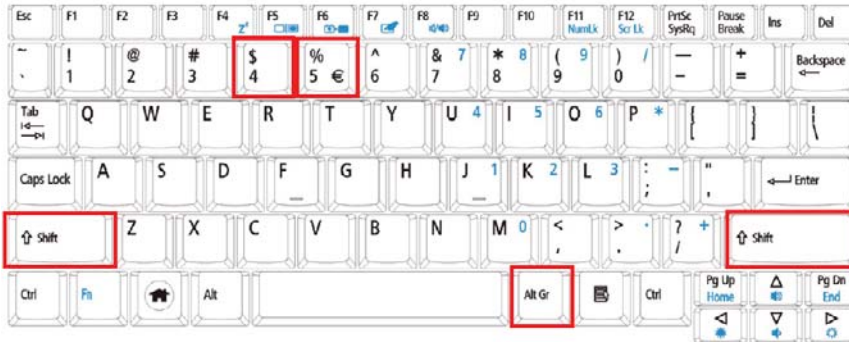 Esc F1 F2 F3 F4 F5 F6 F7 F8 F9 F10 F11 F12 PrtSc Pause Ins Del
Zz NumLk Scr Lk SysRq Break
~ ! @ # $ % ^ & 7 * 8 ( 9 ) / — + Backspace
` 1 2 3 4 5 € 6 7 8 9 0 – =
Tab Q W E R T Y U 4 I 5 O 6 P * { } |
[ ] \
Caps Lock A S D F G H J 1 K 2 L 3 : – " Enter
; '
Shift Z X C V B N M 0 < > . ? + Shift
, . /
Ctrl Fn Alt Alt Gr Ctrl Pg Up Pg Dn
Home End